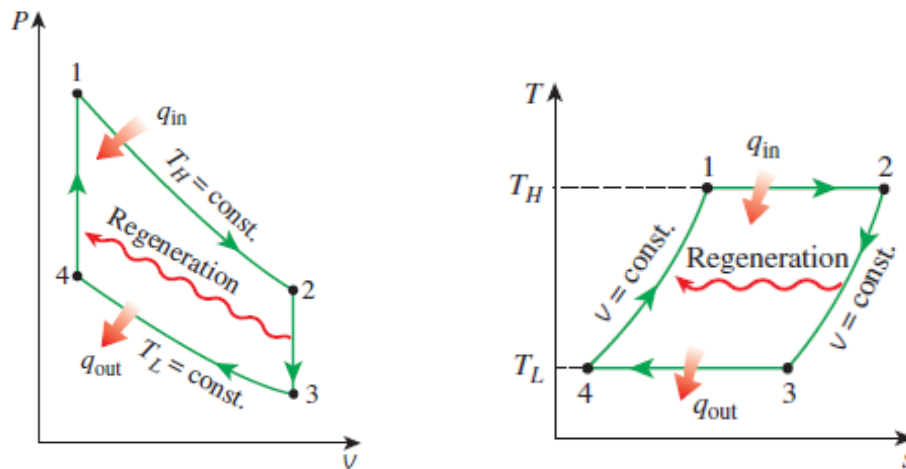 P
1
q_in
T_H = const.
Regeneration
4
2
q_out
T_L = const.
3
ν
T
q_in
1
2
T_H
ν = const.
Regeneration
ν = const.
T_L
4
3
q_out